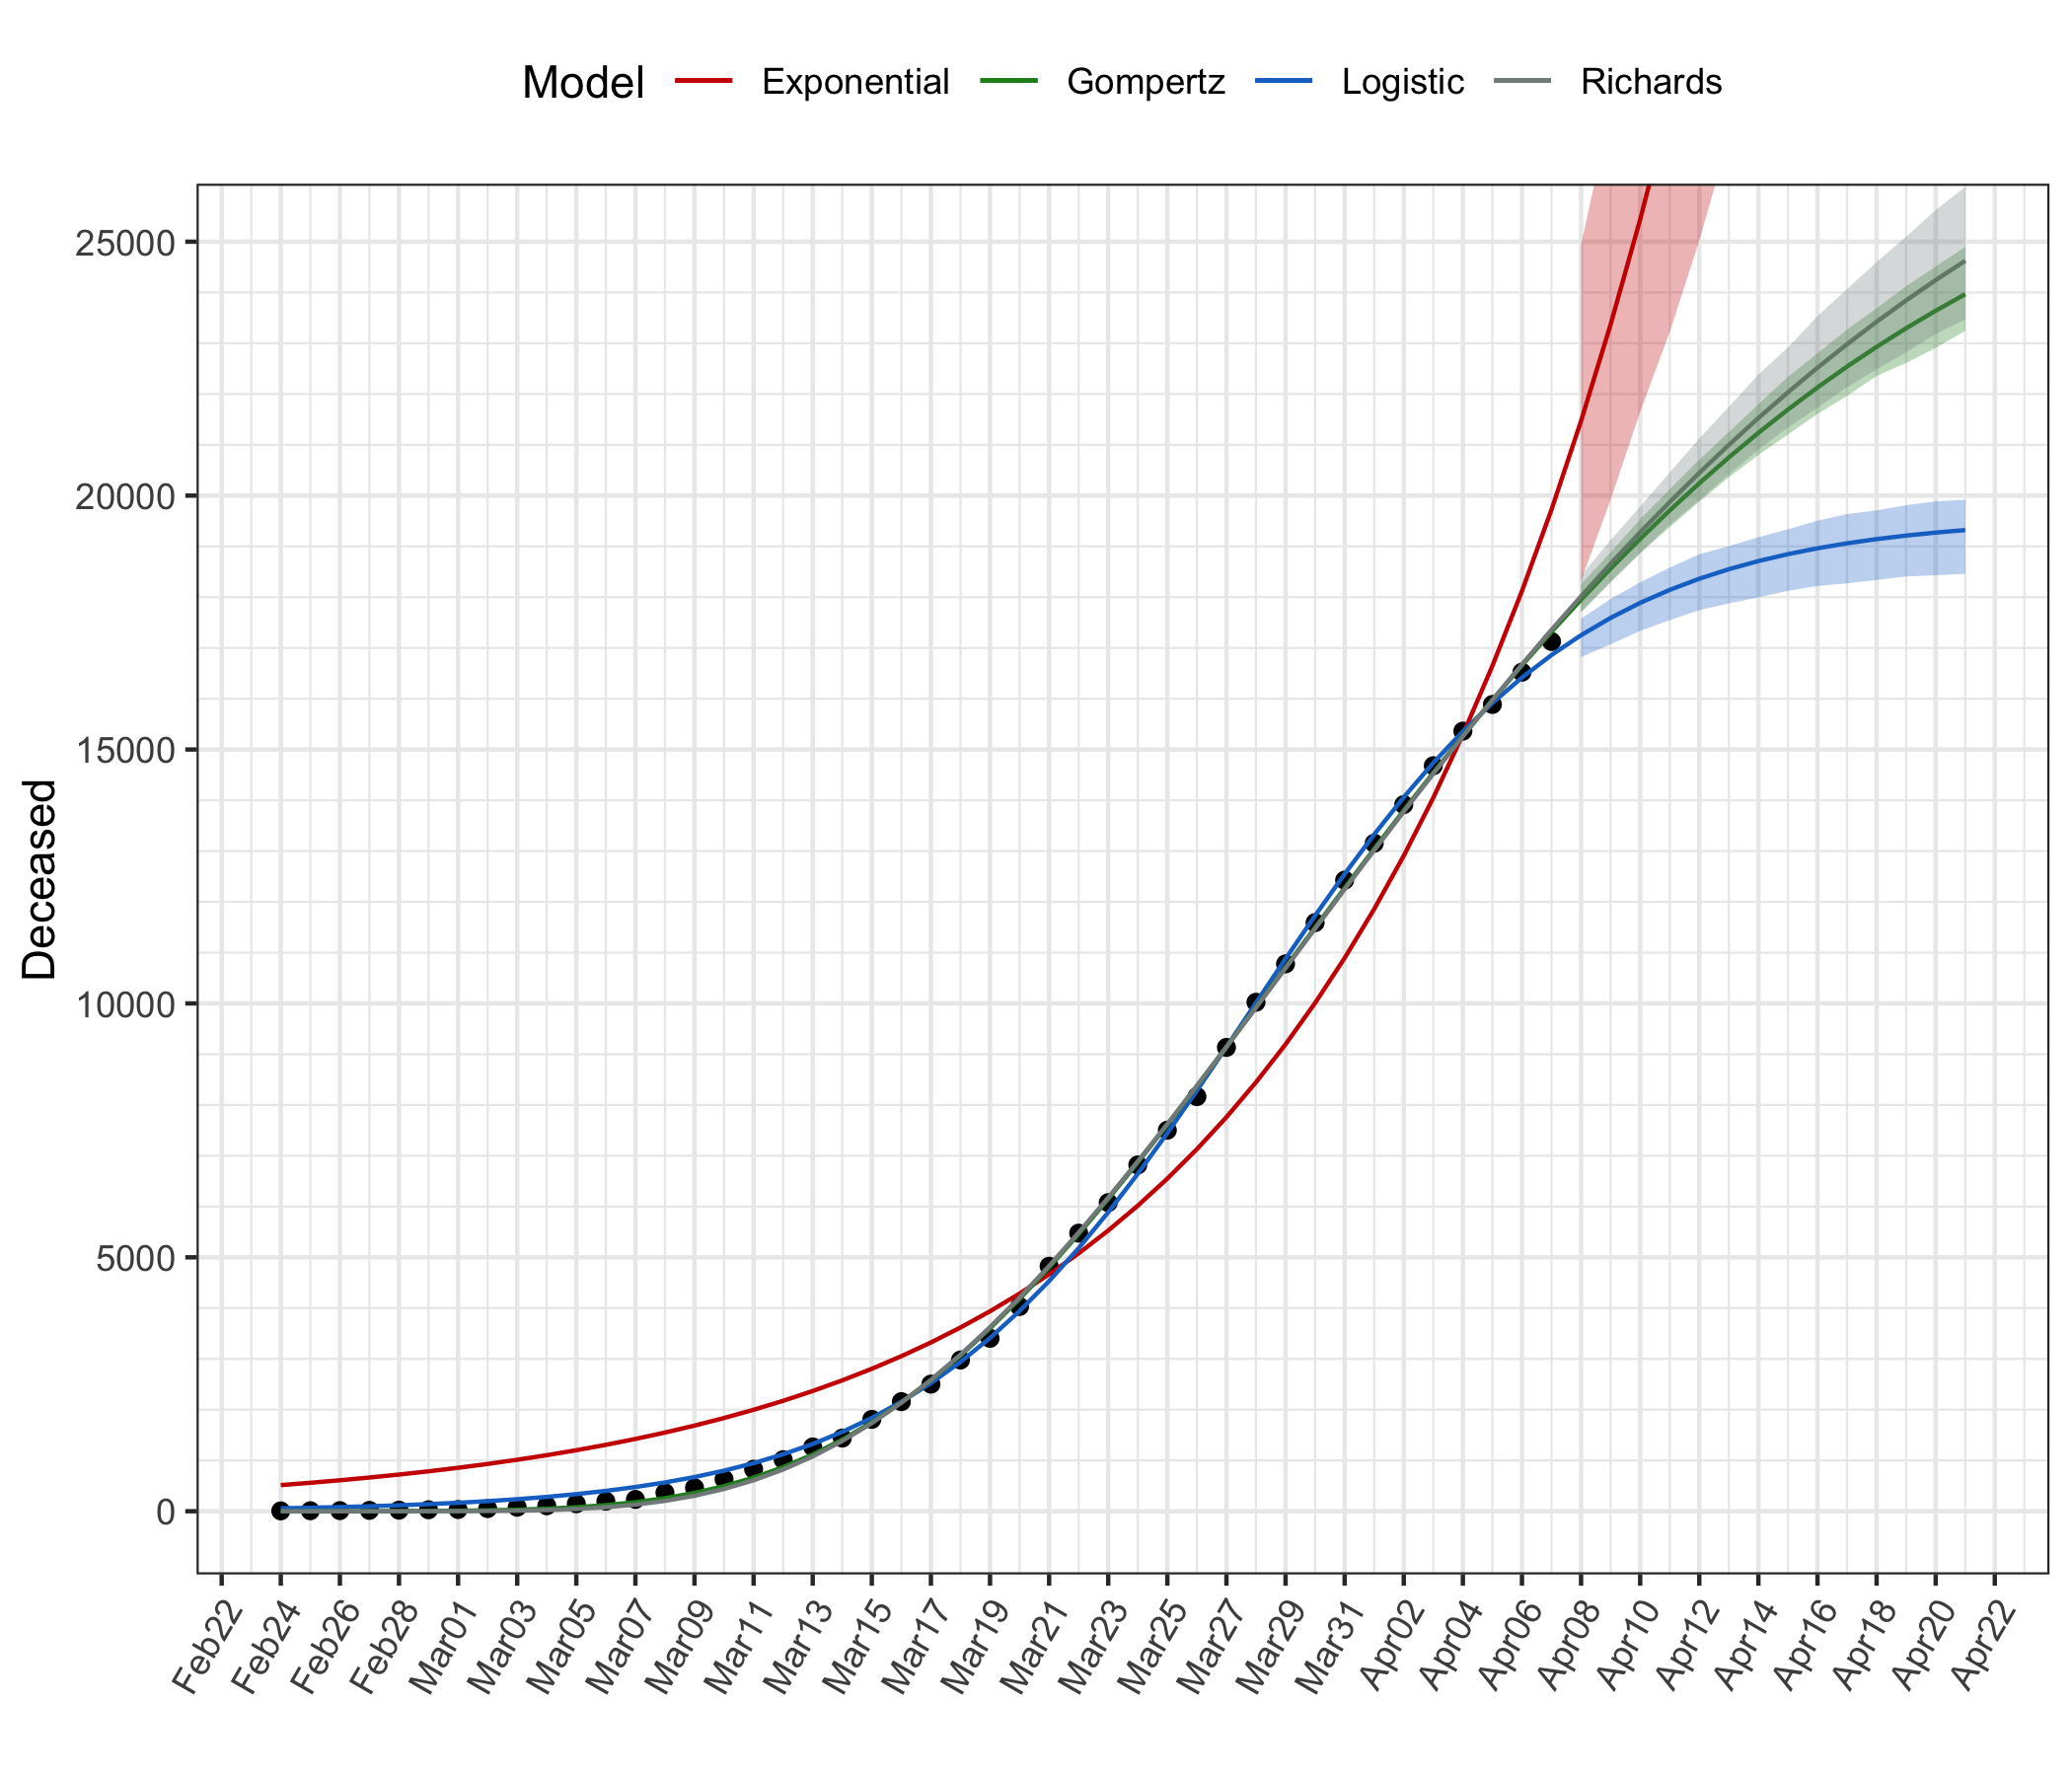 Model Exponential Gompertz Logistic Richards
25000
20000
15000
10000
5000
0
Deceased
Feb22 Feb24 Feb26 Feb28 Mar01 Mar03 Mar05 Mar07 Mar09 Mar11 Mar13 Mar15 Mar17 Mar19 Mar21 Mar23 Mar25 Mar27 Mar29 Mar31 Apr02 Apr04 Apr06 Apr08 Apr10 Apr12 Apr14 Apr16 Apr18 Apr20 Apr22